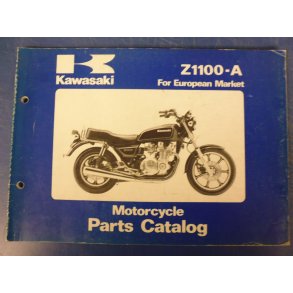 Kawasaki
Z1100-A
For European Market
Motorcycle
Parts Catalog